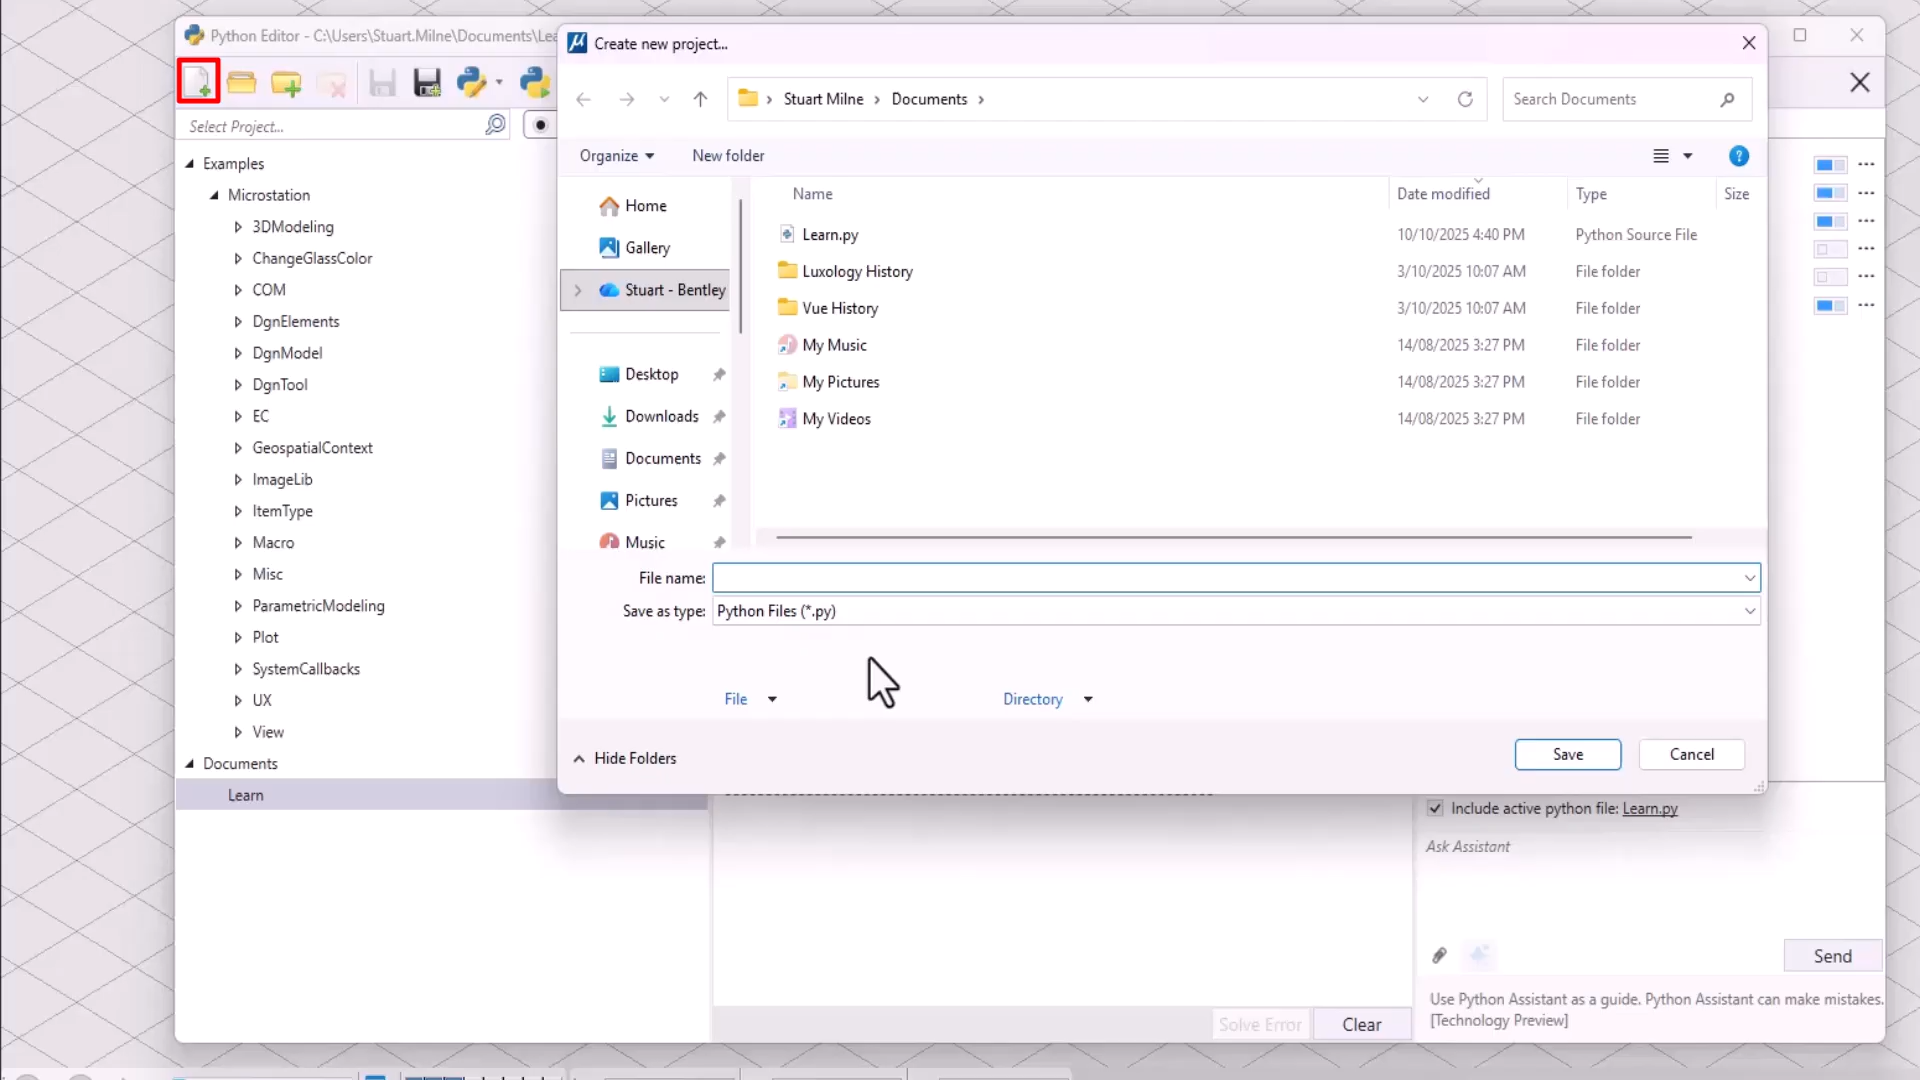 Python Editor - C:\Users\Stuart.Milne\Documents\Lea
Create new project...
Stuart Milne
Documents
Search Documents
Select Project...
Organize
New folder
Examples
Microstation
3DModeling
ChangeGlassColor
COM
DgnElements
DgnModel
DgnTool
EC
GeospatialContext
ImageLib
ItemType
Macro
Misc
ParametricModeling
Plot
SystemCallbacks
UX
View
Documents
Learn
Home
Gallery
Stuart - Bentley
Desktop
Downloads
Documents
Pictures
Music
Name Date modified Type Size
Learn.py 10/10/2025 4:40 PM Python Source File
Luxology History 3/10/2025 10:07 AM File folder
Vue History 3/10/2025 10:07 AM File folder
My Music 14/08/2025 3:27 PM File folder
My Pictures 14/08/2025 3:27 PM File folder
My Videos 14/08/2025 3:27 PM File folder
File name:
Save as type: Python Files (*.py)
File
Directory
Hide Folders
Save
Cancel
Include active python file: Learn.py
Ask Assistant
Send
Use Python Assistant as a guide. Python Assistant can make mistakes.
[Technology Preview]
Solve Error
Clear